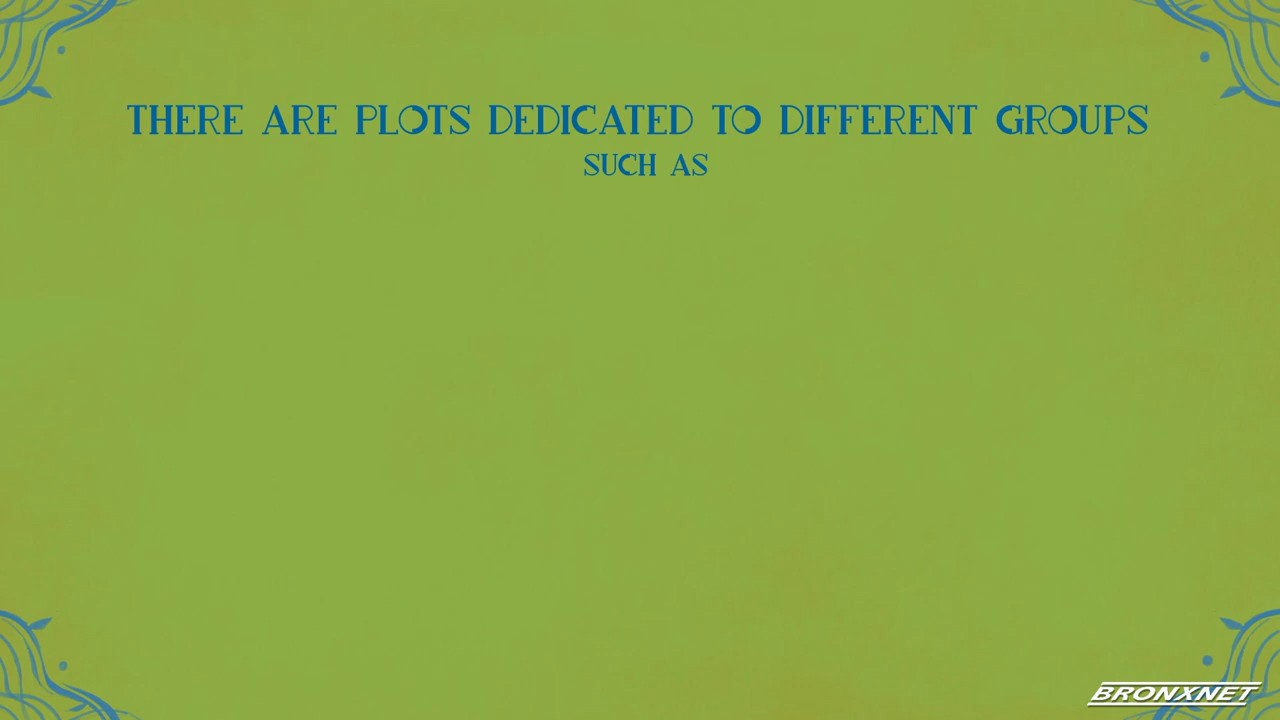 THERE ARE PLOTS DEDICATED TO DIFFERENT GROUPS
SUCH AS
BRONXNET